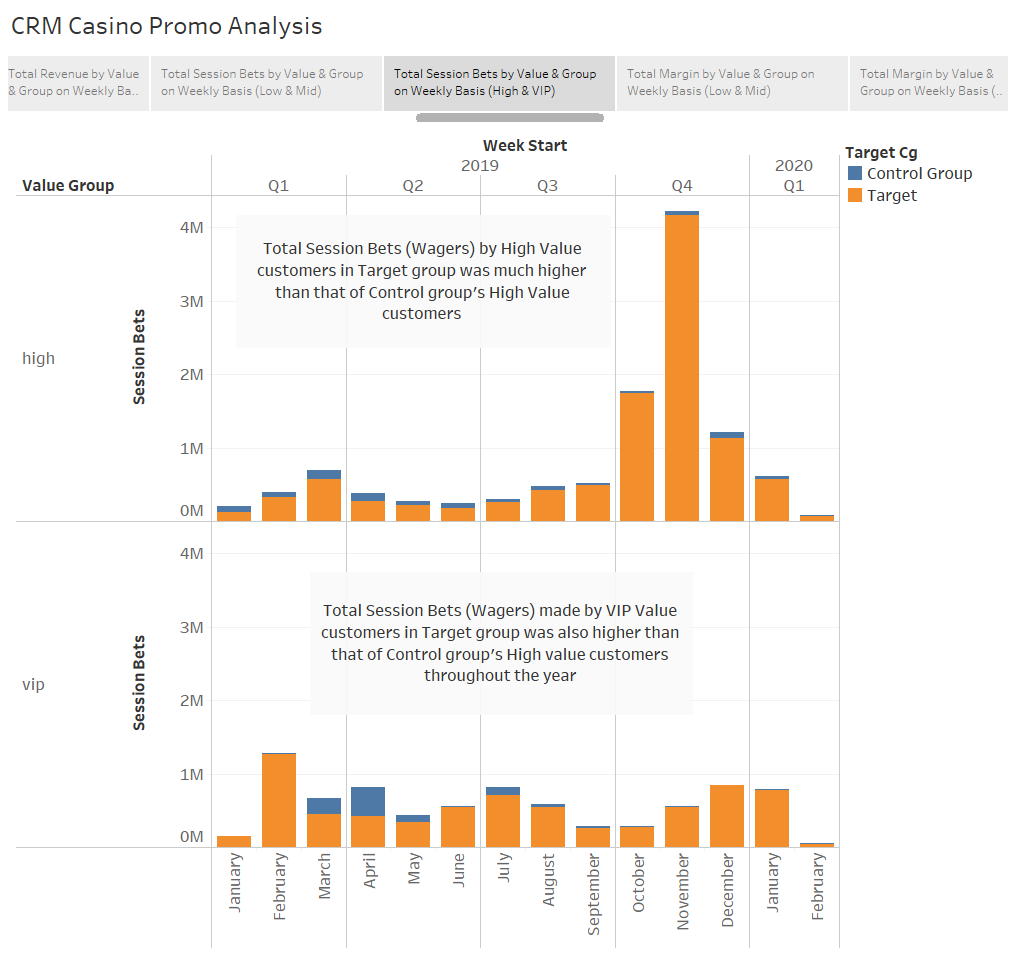 CRM Casino Promo Analysis
Total Revenue by Value
& Group on Weekly Ba..
Total Session Bets by Value & Group
on Weekly Basis (Low & Mid)
Total Session Bets by Value & Group
on Weekly Basis (High & VIP)
Total Margin by Value & Group on
Weekly Basis (Low & Mid)
Total Margin by Value &
Group on Weekly Basis (..
Week Start
2019
2020
Value Group
Q1
Q2
Q3
Q4
Q1
Target Cg
Control Group
Target
high
Session Bets
4M
3M
2M
1M
0M
Total Session Bets (Wagers) by High Value
customers in Target group was much higher
than that of Control group's High Value
customers
vip
Session Bets
4M
3M
2M
1M
0M
Total Session Bets (Wagers) made by VIP Value
customers in Target group was also higher than
that of Control group's High value customers
throughout the year
January
February
March
April
May
June
July
August
September
October
November
December
January
February